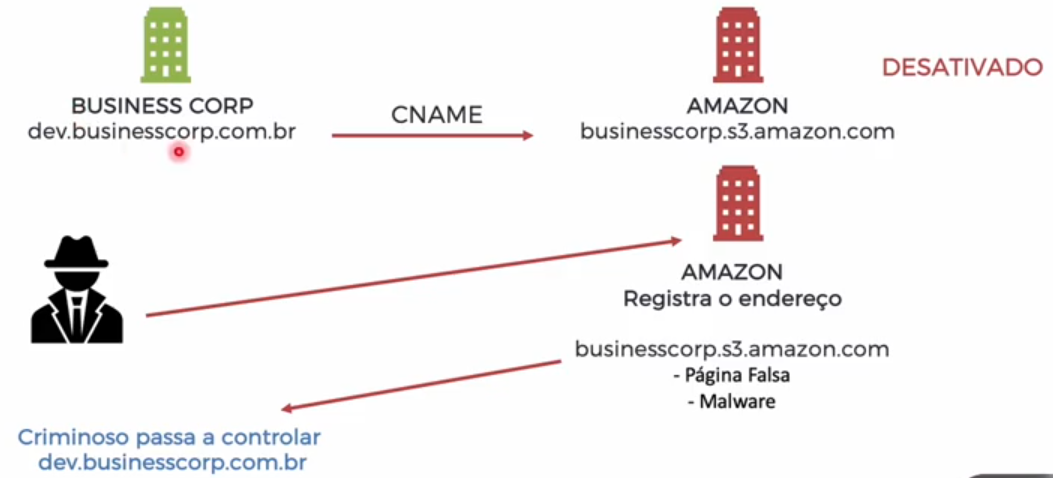 DESATIVADO
BUSINESS CORP
dev.businesscorp.com.br
CNAME
AMAZON
businesscorp.s3.amazon.com
AMAZON
Registra o endereço
businesscorp.s3.amazon.com
- Página Falsa
- Malware
Criminoso passa a controlar
dev.businesscorp.com.br